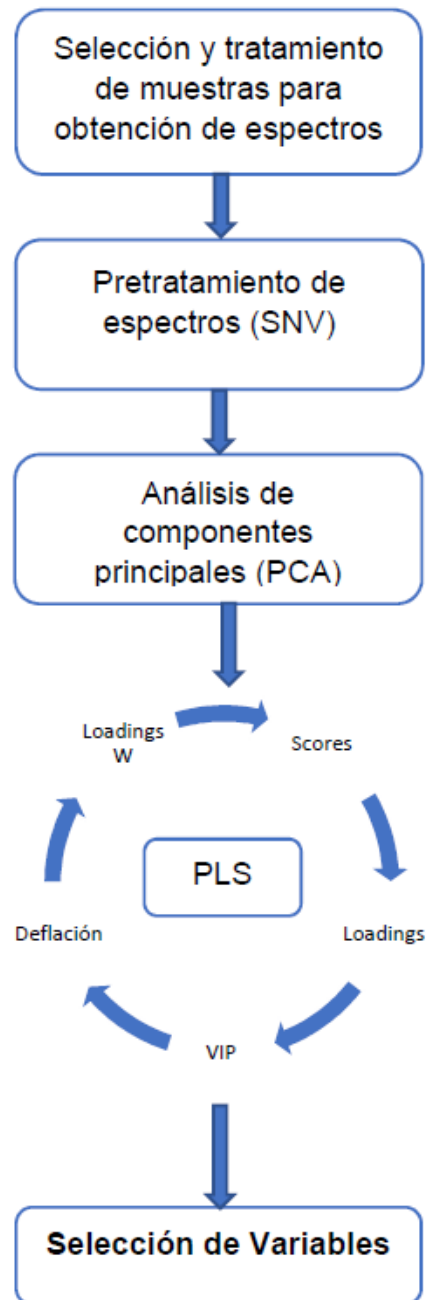 Selección y tratamiento
de muestras para
obtención de espectros
Pretratamiento de
espectros (SNV)
Análisis de
componentes
principales (PCA)
Loadings
W
Scores
PLS
Deflación
Loadings
VIP
Selección de Variables